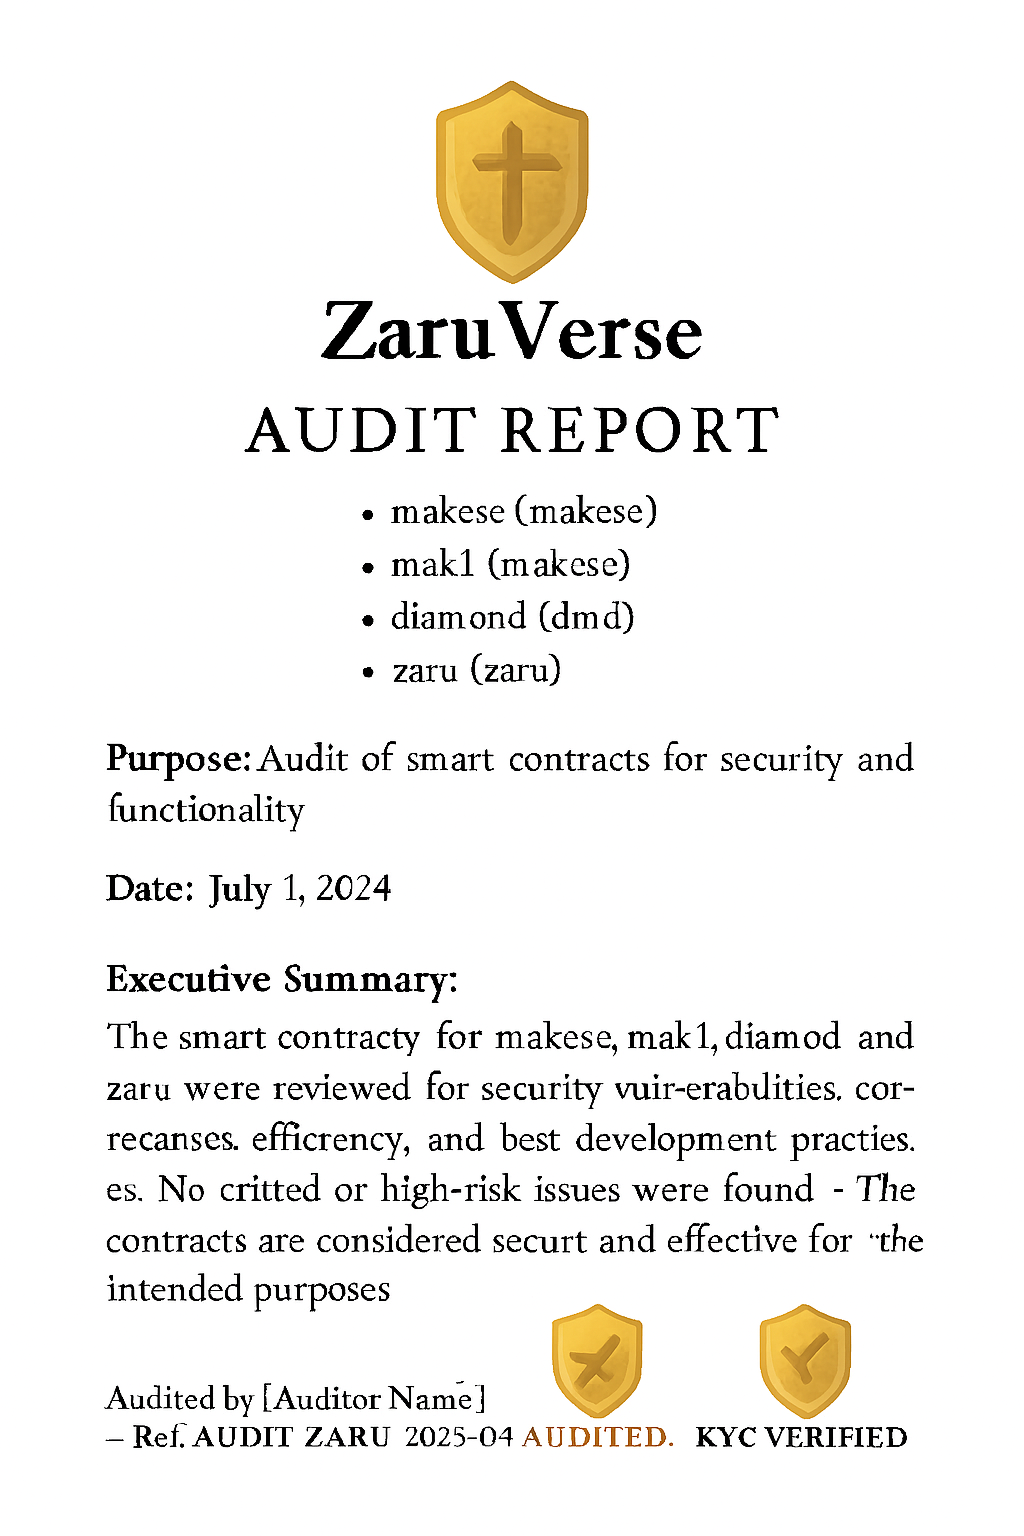 ZaruVerse
AUDIT REPORT
• makese (makese)
• mak1 (makese)
• diamond (dmd)
• zaru (zaru)
Purpose: Audit of smart contracts for security and
functionality
Date: July 1, 2024
Executive Summary:
The smart contracty for makese, mak1, diamod and
zaru were reviewed for security vuir-erabdlities. cor-
recanses. efficrency, and best development practies.
es. No critted or high-risk issues were found - The
contracts are considered securt and effective for "the
intended purposes
Audited by [Auditor Name]
– Ref. AUDIT ZARU 2025-04 AUDITED. KYC VERIFIED